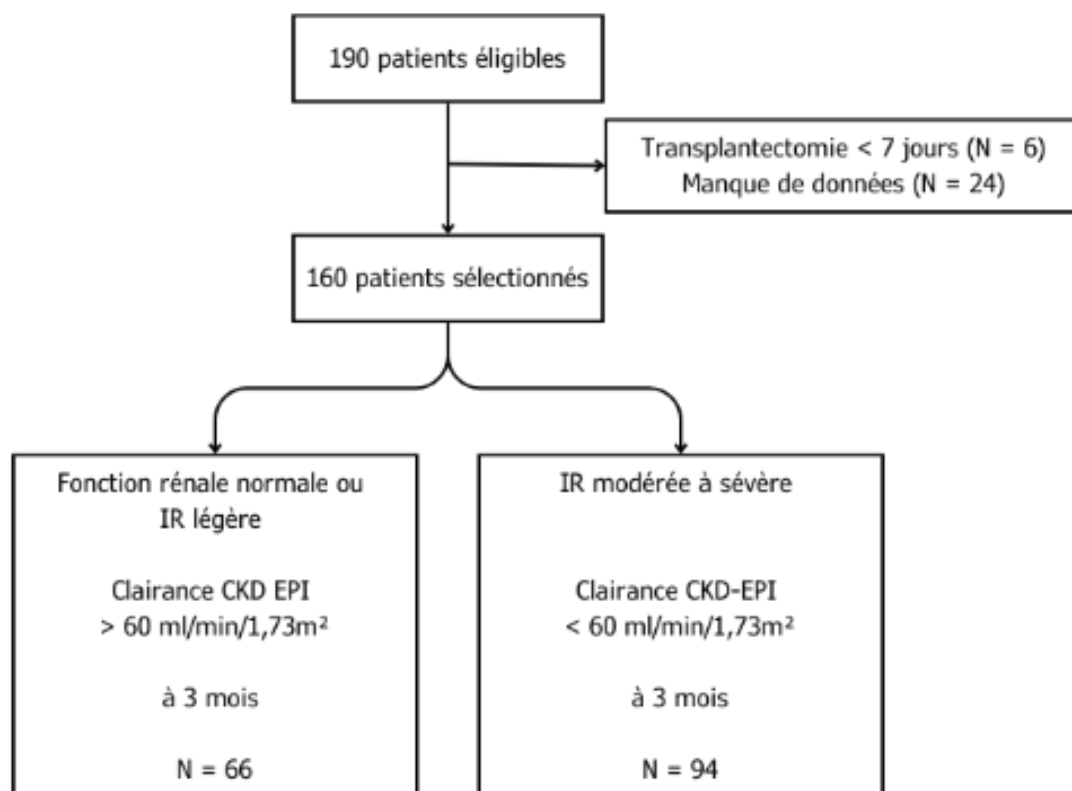 190 patients éligibles
Transplantectomie < 7 jours (N = 6)
Manque de données (N = 24)
160 patients sélectionnés
Fonction rénale normale ou
IR légère
Clairance CKD EPI
> 60 ml/min/1,73m²
à 3 mois
N = 66
IR modérée à sévère
Clairance CKD-EPI
< 60 ml/min/1,73m²
à 3 mois
N = 94